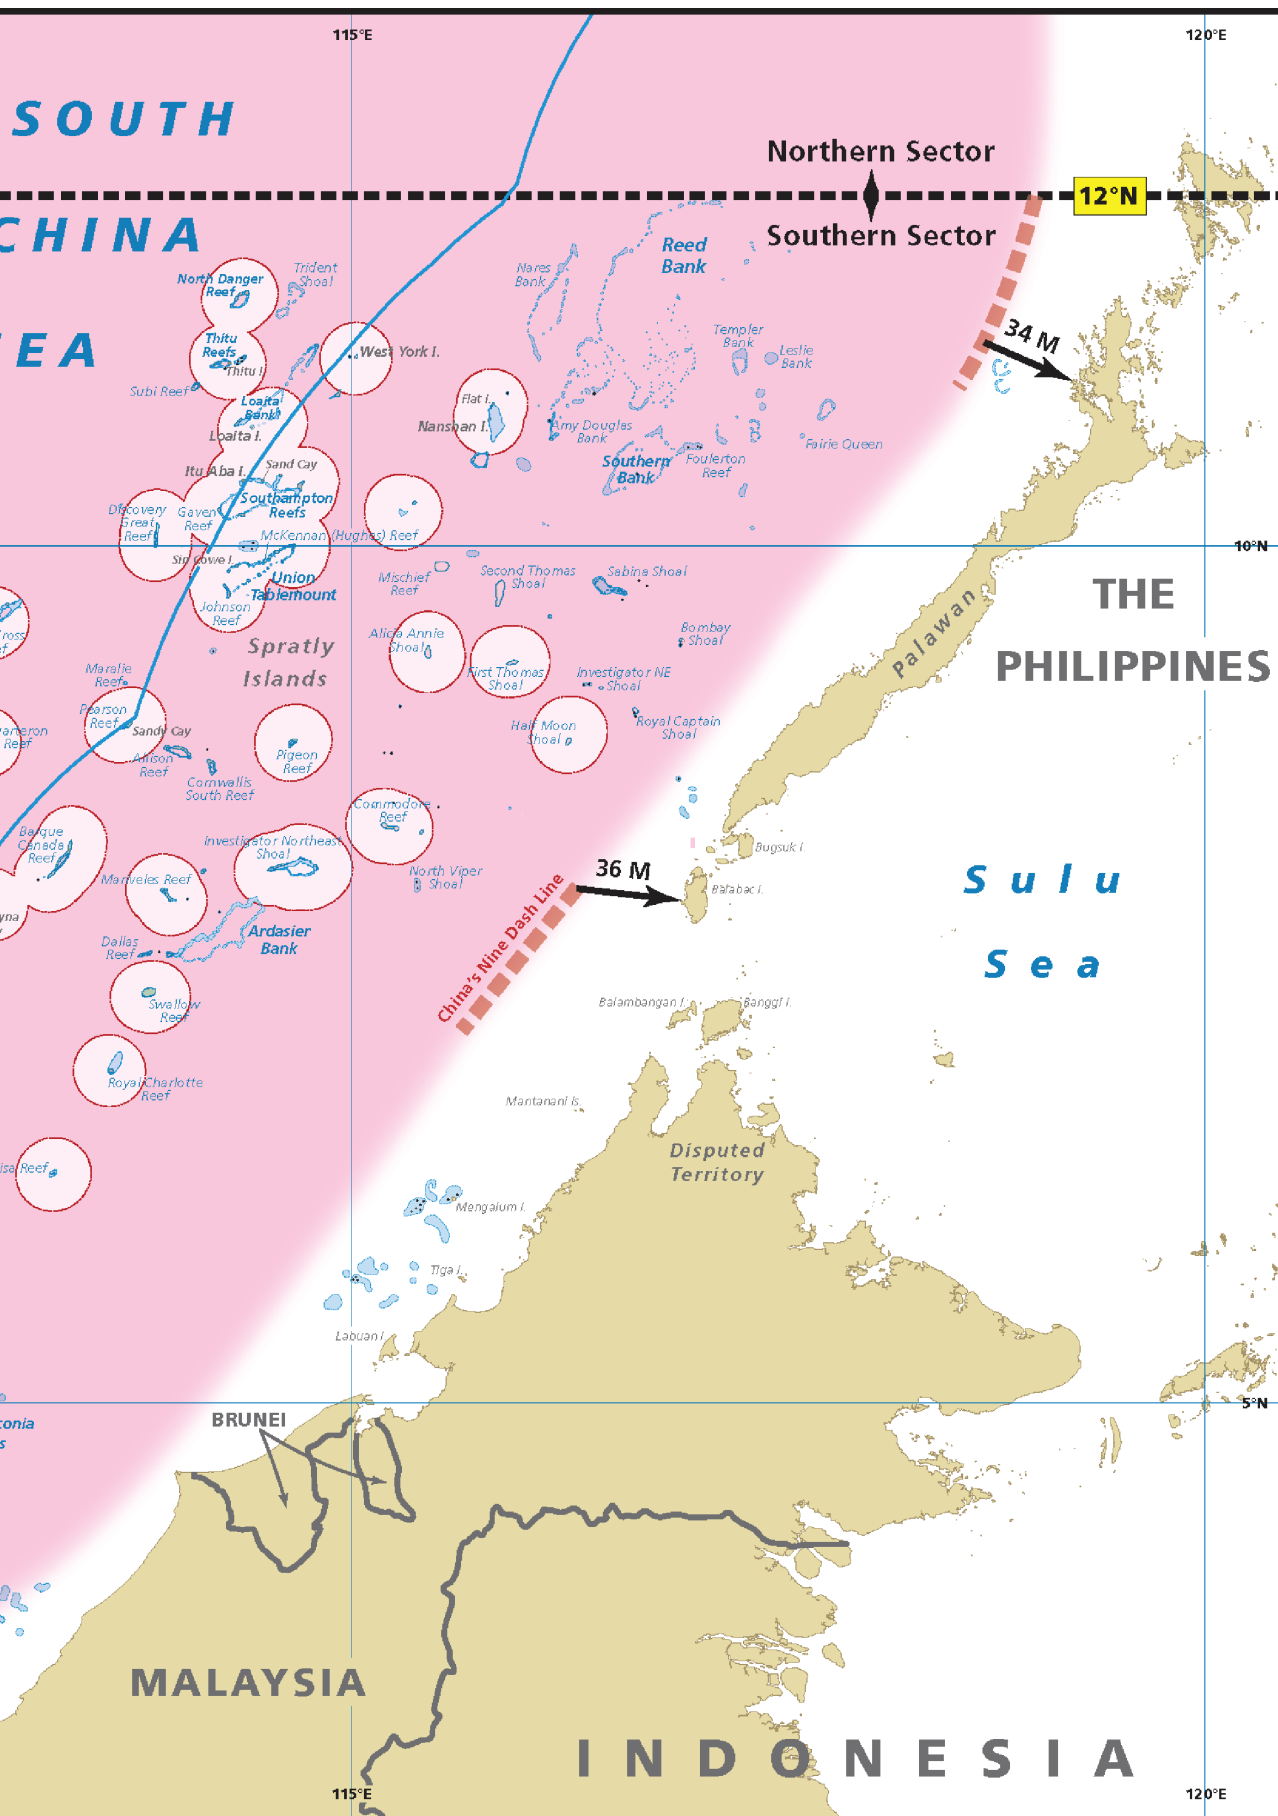 115°E
120°E
SOUTH
Northern Sector
12°N
CHINA
Southern Sector
Reed
Bank
Trident
Shoal
Nares
Bank
North Danger
Reef
34 M
Templer
Bank
Leslie
Bank
Thitu
Reefs
Thitu I.
West York I.
Subi Reef
Loaita
Bank
Loaita I.
Flat I.
Nanshan I.
Amy Douglas
Bank
Fairie Queen
Itu Aba I.
Sand Cay
Southern
Bank
Foulerton
Reef
Southampton
Reefs
Discovery
Great
Reef
Gaven
Reef
McKennan (Hughes) Reef
10°N
Sin Cowe I.
Union
Tablemount
Mischief
Reef
Second Thomas
Shoal
Sabina Shoal
THE
PHILIPPINES
Johnson
Reef
Palawan
Alicia Annie
Shoal
Bombay
Shoal
Spratly
Islands
First Thomas
Shoal
Investigator NE
Shoal
Maralie
Reef
Pearson
Reef
Sandy Cay
Half Moon
Shoal
Royal Captain
Shoal
Reef
Alison
Reef
Pigeon
Reef
Cornwallis
South Reef
Commodore
Reef
Barque
Canada
Reef
Investigator Northeast
Shoal
Bugsuk I.
Mariveles Reef
North Viper
Shoal
36 M
Balabac I.
Sulu
Sea
China's Nine Dash Line
Ardasier
Bank
Dallas
Reef
Swallow
Reef
Balambangan I.
Banggi I.
Royal Charlotte
Reef
Mantanani Is.
Disputed
Territory
Reef
Mengalum I.
Tiga I.
Labuan I.
5°N
BRUNEI
MALAYSIA
INDONESIA
115°E
120°E